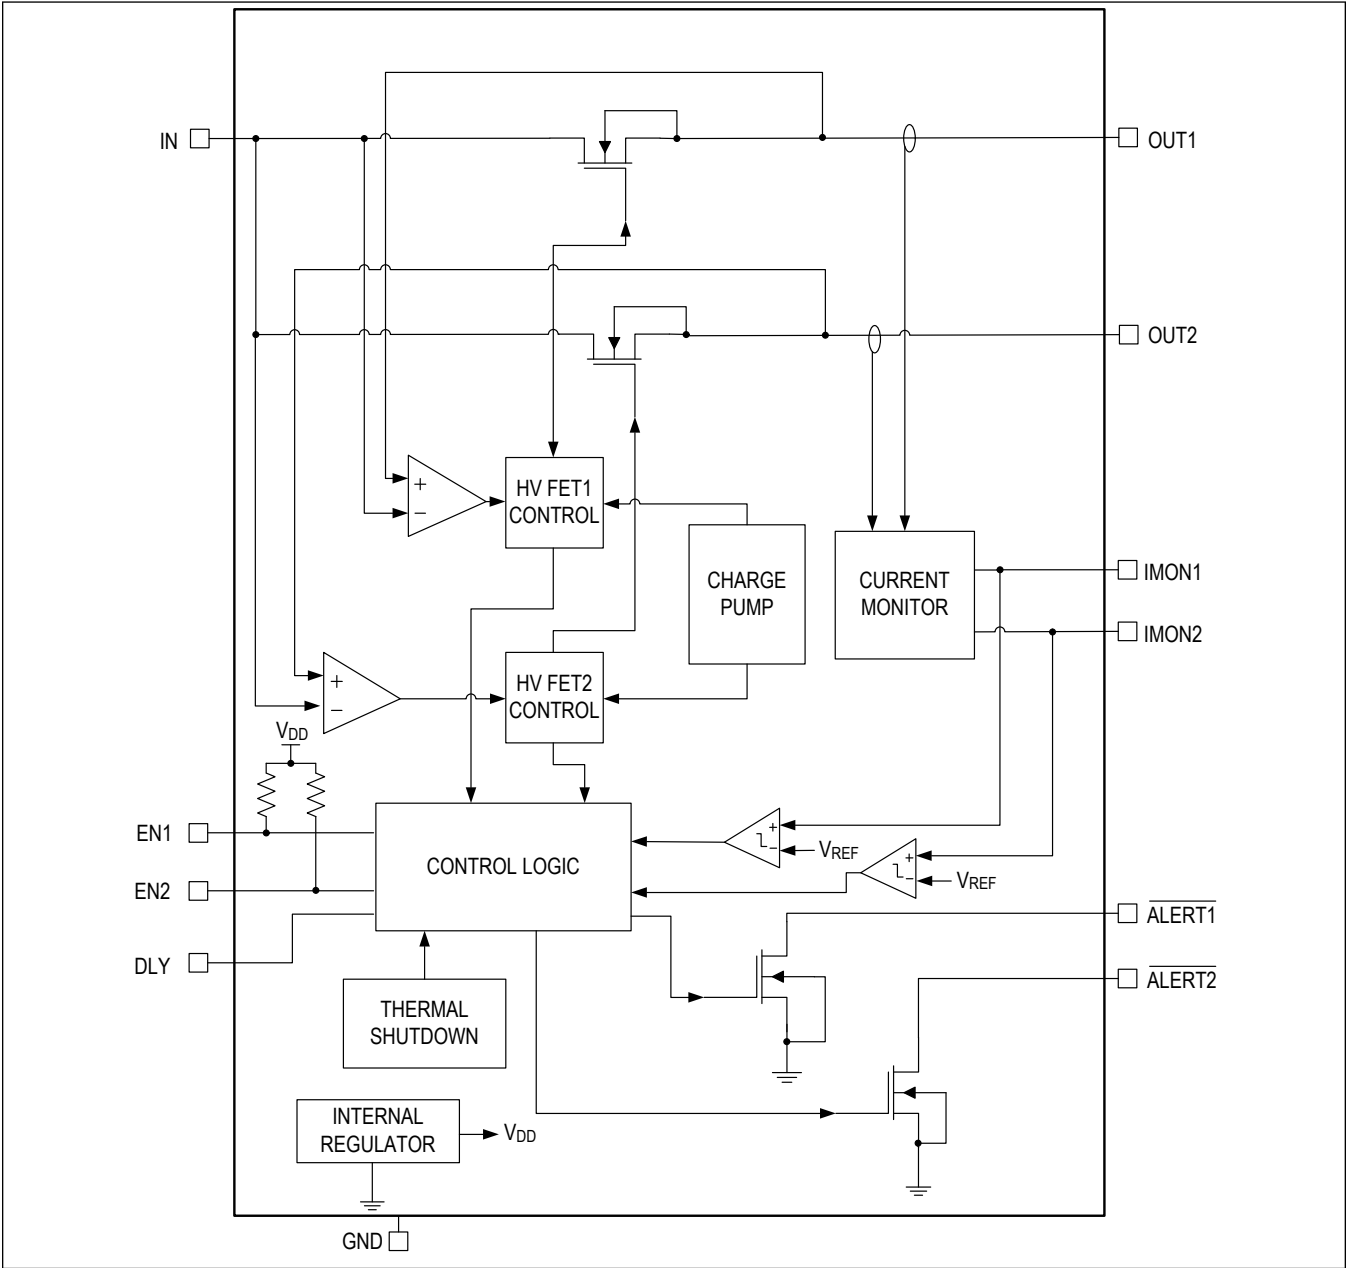 IN
OUT1
OUT2
+
−
HV FET1
CONTROL
CHARGE
PUMP
CURRENT
MONITOR
IMON1
IMON2
+
−
HV FET2
CONTROL
VDD
EN1
EN2
DLY
CONTROL LOGIC
+
−
VREF
+
−
VREF
ALERT1
ALERT2
THERMAL
SHUTDOWN
INTERNAL
REGULATOR
VDD
GND